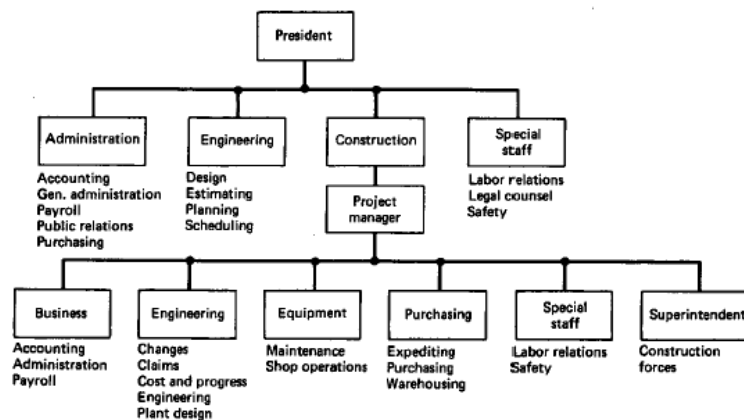 President
Administration
Accounting
Gen. administration
Payroll
Public relations
Purchasing
Engineering
Design
Estimating
Planning
Scheduling
Construction
Project
manager
Special
staff
Labor relations
Legal counsel
Safety
Business
Accounting
Administration
Payroll
Engineering
Changes
Claims
Cost and progress
Engineering
Plant design
Equipment
Maintenance
Shop operations
Purchasing
Expediting
Purchasing
Warehousing
Special
staff
Labor relations
Safety
Superintendent
Construction
forces